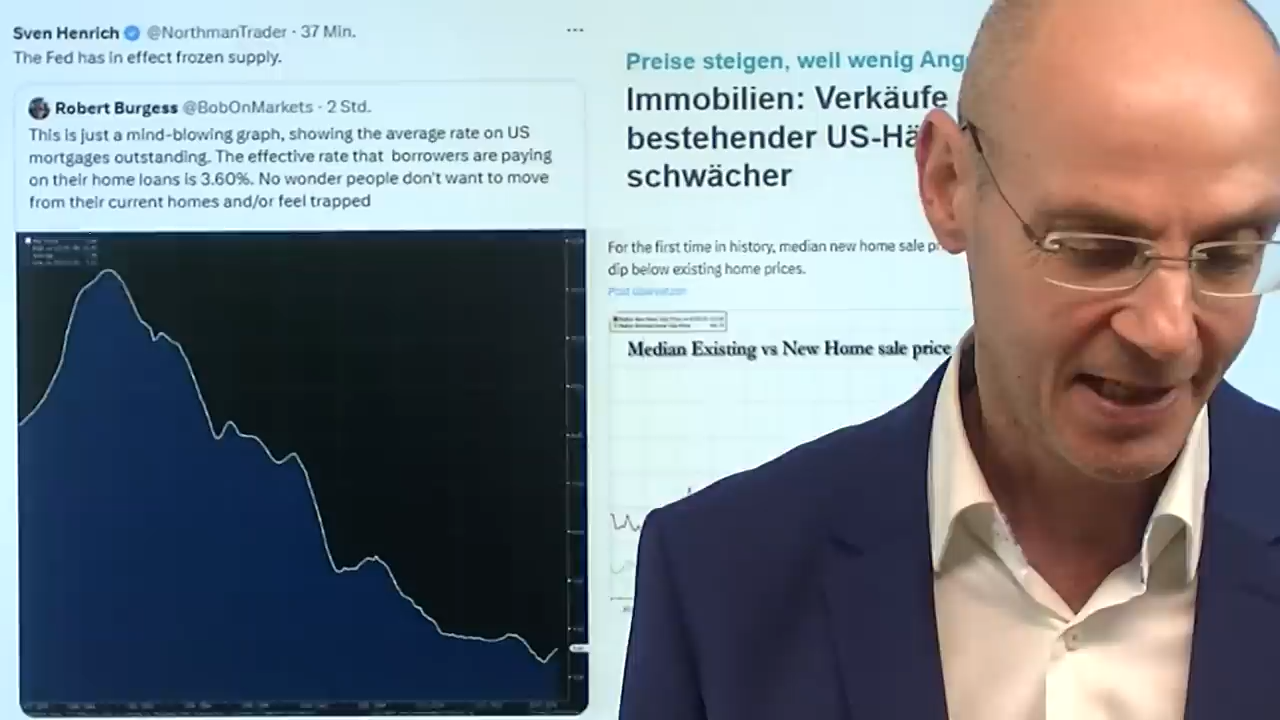 Sven Henrich @NorthmanTrader · 37 Min.
The Fed has in effect frozen supply.
Robert Burgess @BobOnMarkets · 2 Std.
This is just a mind-blowing graph, showing the average rate on US
mortgages outstanding. The effective rate that borrowers are paying
on their home loans is 3.60%. No wonder people don't want to move
from their current homes and/or feel trapped
Preise steigen, weil wenig Ang
Immobilien: Verkäufe
bestehender US-Hä
schwächer
For the first time in history, median new home sale pr
dip below existing home prices.
Post übersetzen
Median Existing vs New Home sale price